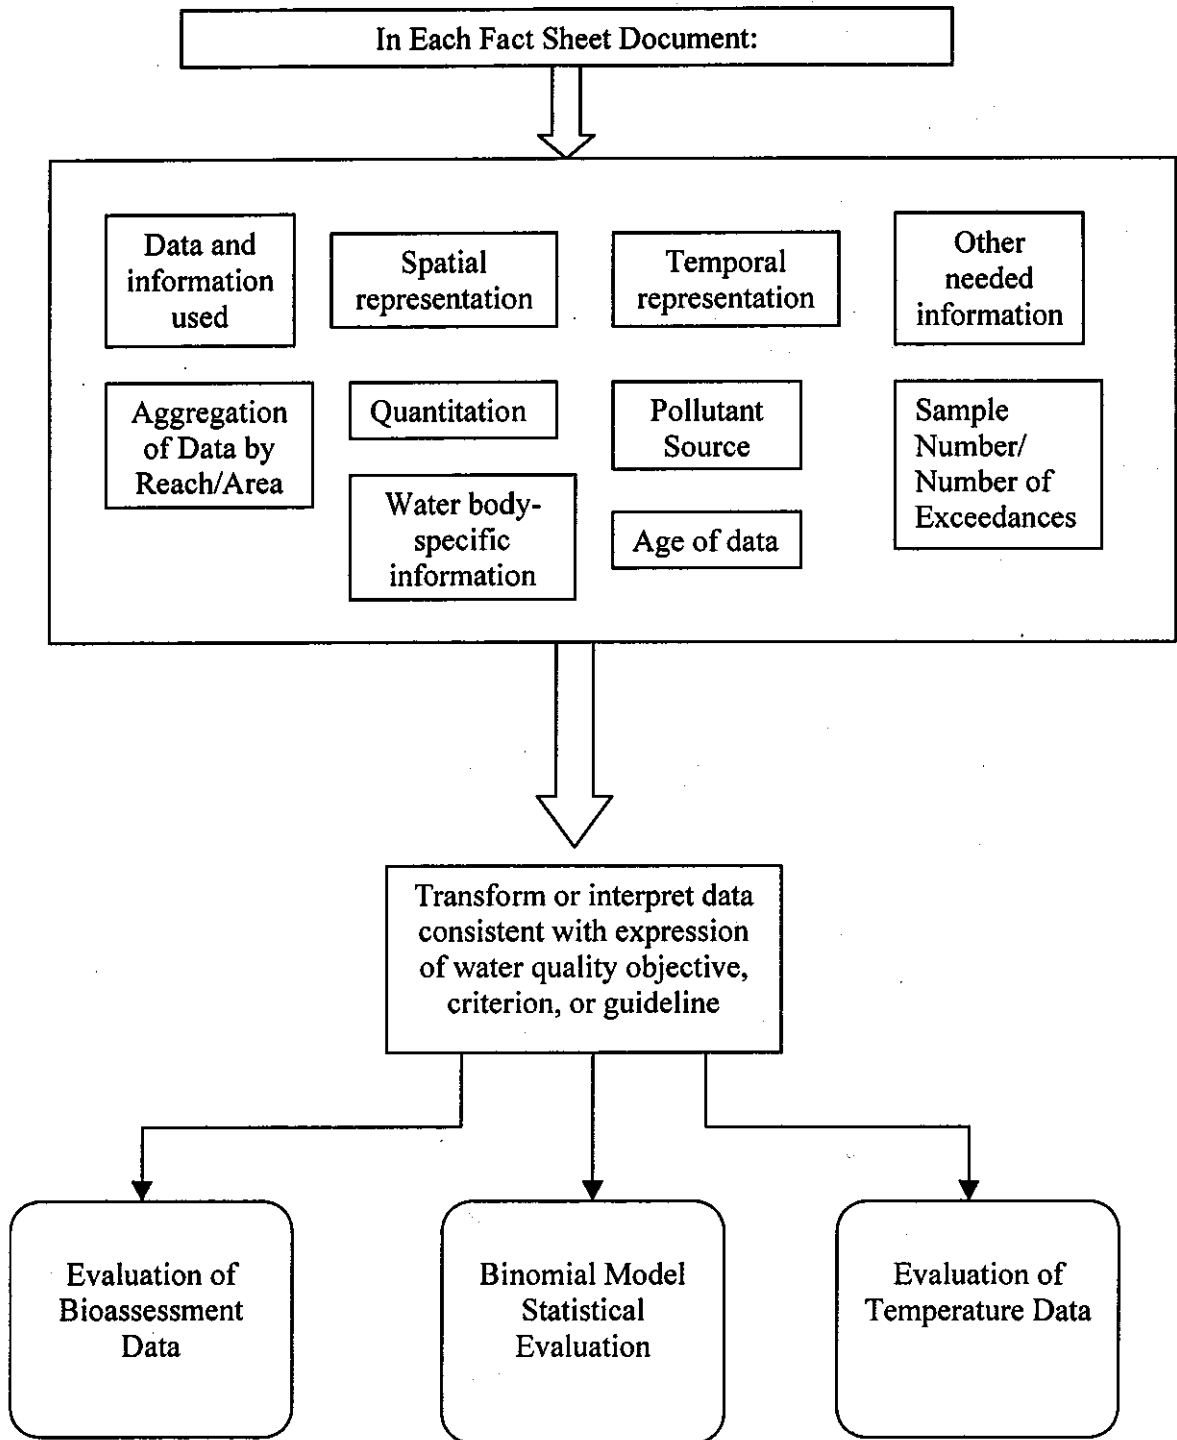 In Each Fact Sheet Document:
Data and
information
used
Spatial
representation
Temporal
representation
Other
needed
information
Aggregation
of Data by
Reach/Area
Quantitation
Pollutant
Source
Sample
Number/
Number of
Exceedances
Water body-
specific
information
Age of data
Transform or interpret data
consistent with expression
of water quality objective,
criterion, or guideline
Evaluation of
Bioassessment
Data
Binomial Model
Statistical
Evaluation
Evaluation of
Temperature Data